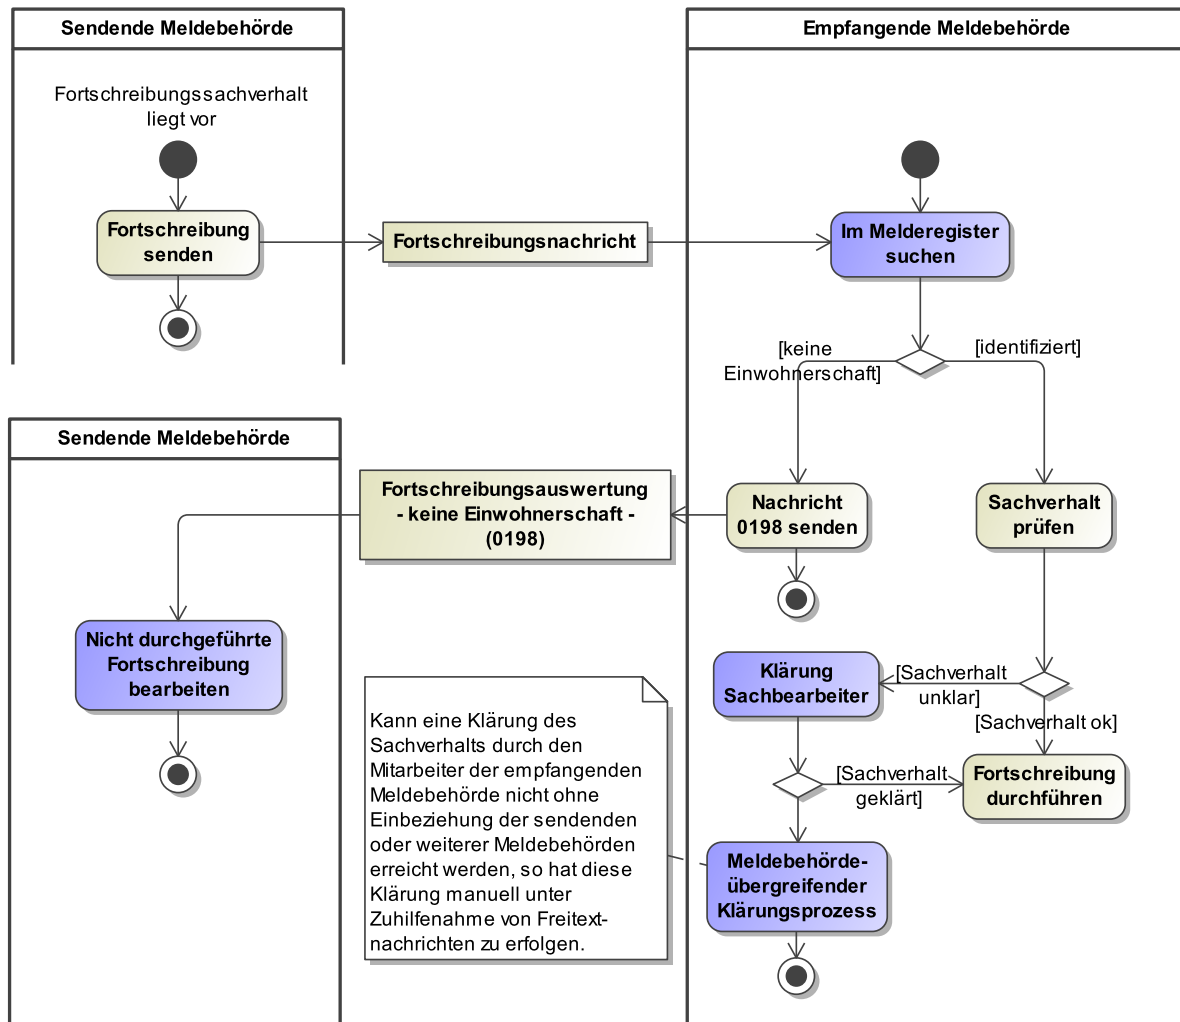 Sendende Meldebehörde
Empfangende Meldebehörde
Fortschreibungssachverhalt
liegt vor
Fortschreibung
senden
Fortschreibungsnachricht
Im Melderegister
suchen
[keine
Einwohnerschaft]
[identifiziert]
Sendende Meldebehörde
Fortschreibungsauswertung
- keine Einwohnerschaft -
(0198)
Nachricht
0198 senden
Sachverhalt
prüfen
Nicht durchgeführte
Fortschreibung
bearbeiten
Klärung
Sachbearbeiter
[Sachverhalt
unklar]
[Sachverhalt ok]
[Sachverhalt
geklärt]
Fortschreibung
durchführen
Kann eine Klärung des
Sachverhalts durch den
Mitarbeiter der empfangenden
Meldebehörde nicht ohne
Einbeziehung der sendenden
oder weiterer Meldebehörden
erreicht werden, so hat diese
Klärung manuell unter
Zuhilfenahme von Freitext-
nachrichten zu erfolgen.
Meldebehörde-
übergreifender
Klärungsprozess